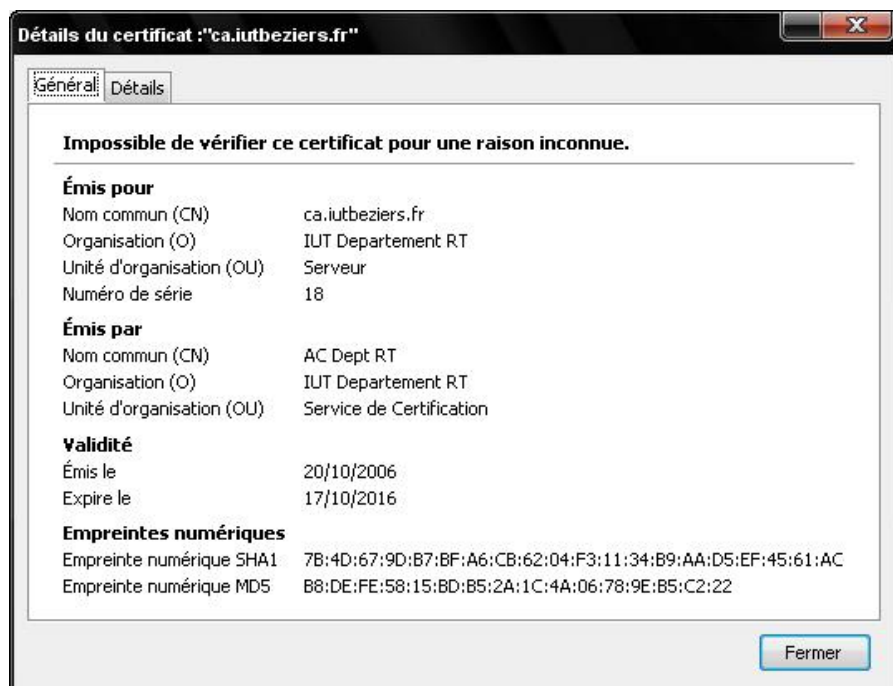 Détails du certificat :"ca.iutbeziers.fr"
Général Détails
Impossible de vérifier ce certificat pour une raison inconnue.
Émis pour
Nom commun (CN) ca.iutbeziers.fr
Organisation (O) IUT Departement RT
Unité d'organisation (OU) Serveur
Numéro de série 18
Émis par
Nom commun (CN) AC Dept RT
Organisation (O) IUT Departement RT
Unité d'organisation (OU) Service de Certification
Validité
Émis le 20/10/2006
Expire le 17/10/2016
Empreintes numériques
Empreinte numérique SHA1 7B:4D:67:9D:B7:BF:A6:CB:62:04:F3:11:34:B9:AA:D5:EF:45:61:AC
Empreinte numérique MD5 B8:DE:FE:58:15:BD:B5:2A:1C:4A:06:78:9E:B5:C2:22
Fermer